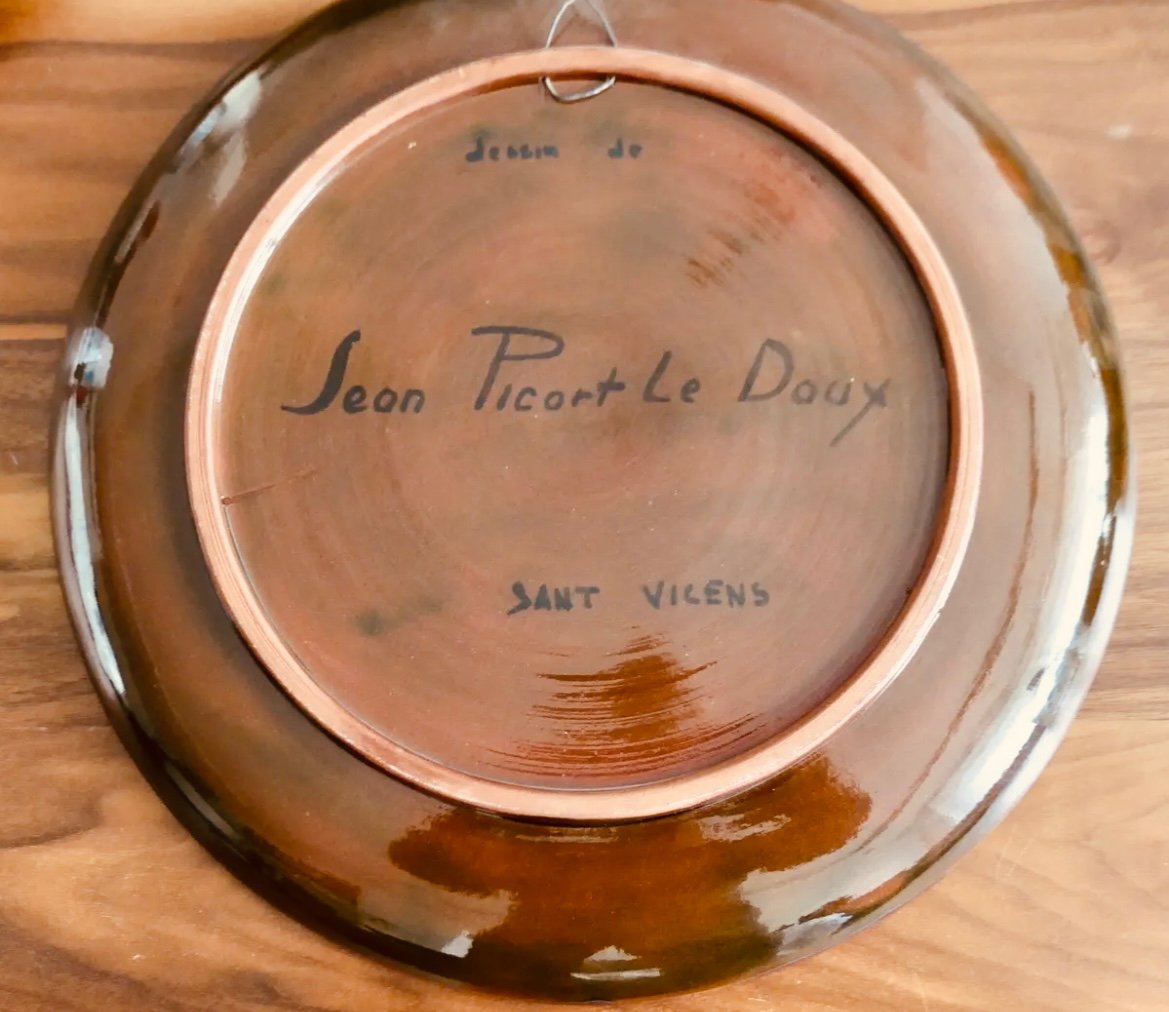 dessin de
Jean Picart Le Doux
SANT VICENS